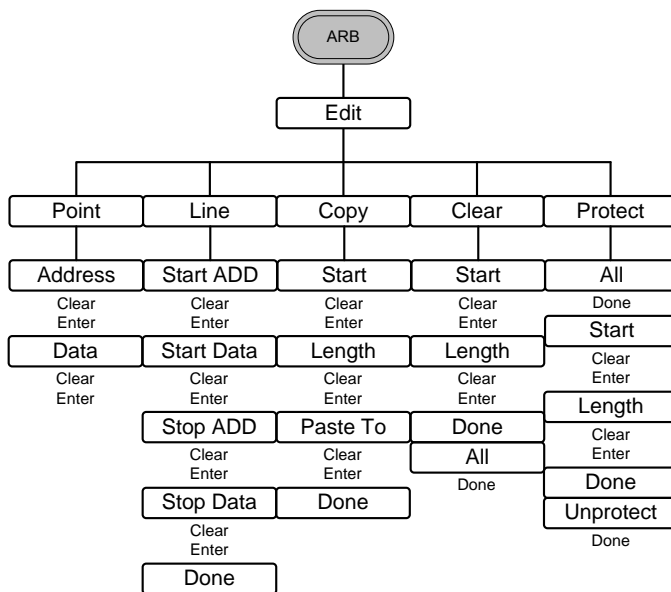 ARB
Edit
Point
Line
Copy
Clear
Protect
Address
Clear
Enter
Data
Clear
Enter
Start ADD
Clear
Enter
Start Data
Clear
Enter
Stop ADD
Clear
Enter
Stop Data
Clear
Enter
Done
Start
Clear
Enter
Length
Clear
Enter
Paste To
Clear
Enter
Done
Start
Clear
Enter
Length
Clear
Enter
Done
All
Done
All
Done
Start
Clear
Enter
Length
Clear
Enter
Done
Unprotect
Done